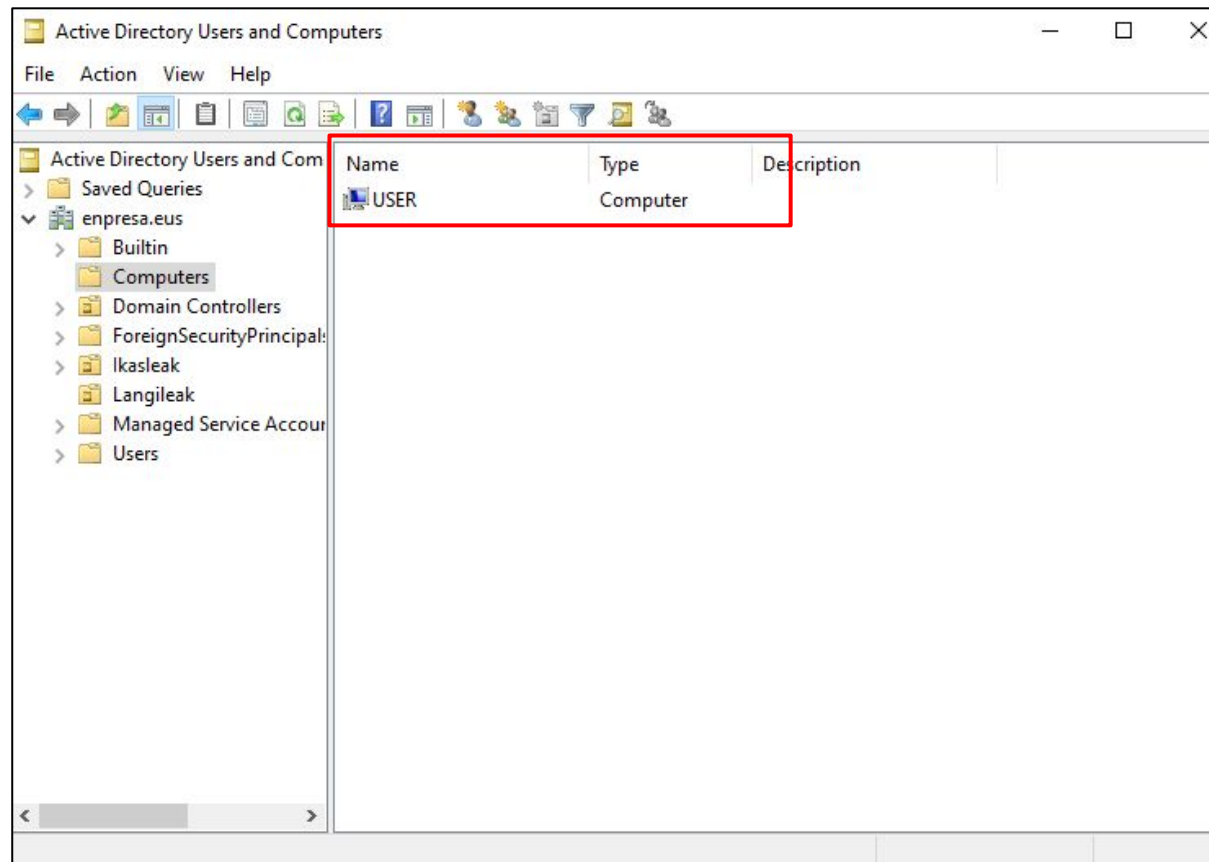 Active Directory Users and Computers
File Action View Help
Active Directory Users and Com
Saved Queries
enpresa.eus
Builtin
Computers
Domain Controllers
ForeignSecurityPrincipal
Ikasleak
Langileak
Managed Service Accour
Users
Name Type Description
USER Computer